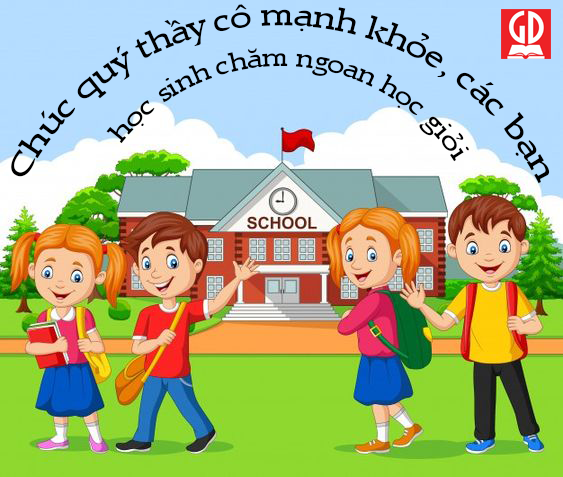 Chúc quý thầy cô mạnh khỏe, các bạn
học sinh chăm ngoan học giỏi
GD
SCHOOL